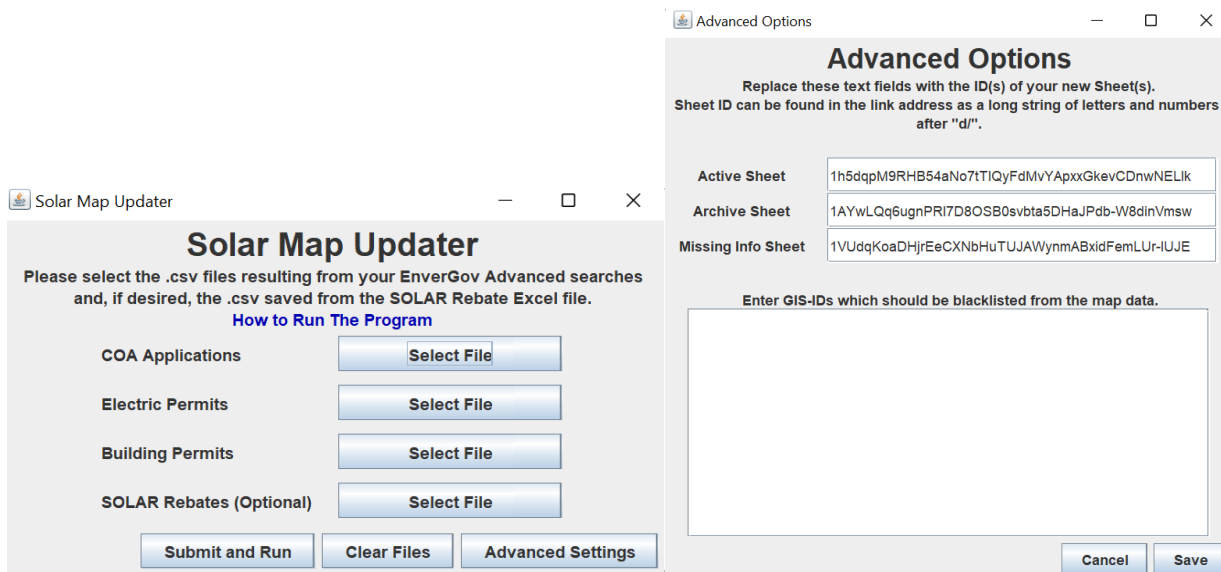 Solar Map Updater
Solar Map Updater
Please select the .csv files resulting from your EnverGov Advanced searches
and, if desired, the .csv saved from the SOLAR Rebate Excel file.
How to Run The Program
COA Applications Select File
Electric Permits Select File
Building Permits Select File
SOLAR Rebates (Optional) Select File
Submit and Run Clear Files Advanced Settings
Advanced Options
Advanced Options
Replace these text fields with the ID(s) of your new Sheet(s).
Sheet ID can be found in the link address as a long string of letters and numbers
after "d/".
Active Sheet 1h5dqpM9RHB54aNo7tTIQyFdMvYApxxGkevCDnwNELlk
Archive Sheet 1AYwLQq6ugnPRI7D8OSB0svbta5DHaJPdb-W8dinVmsw
Missing Info Sheet 1VUdqKoaDHjrEeCXNbHuTUJAWynmABxidFemLUr-IUJE
Enter GIS-IDs which should be blacklisted from the map data.
Cancel Save